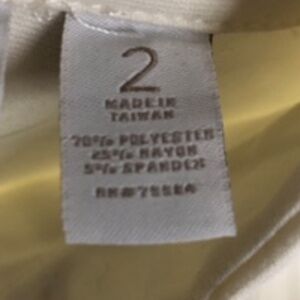 2
MADE IN
TAIWAN
70% POLYESTER
25% RAYON
5% SPANDEX